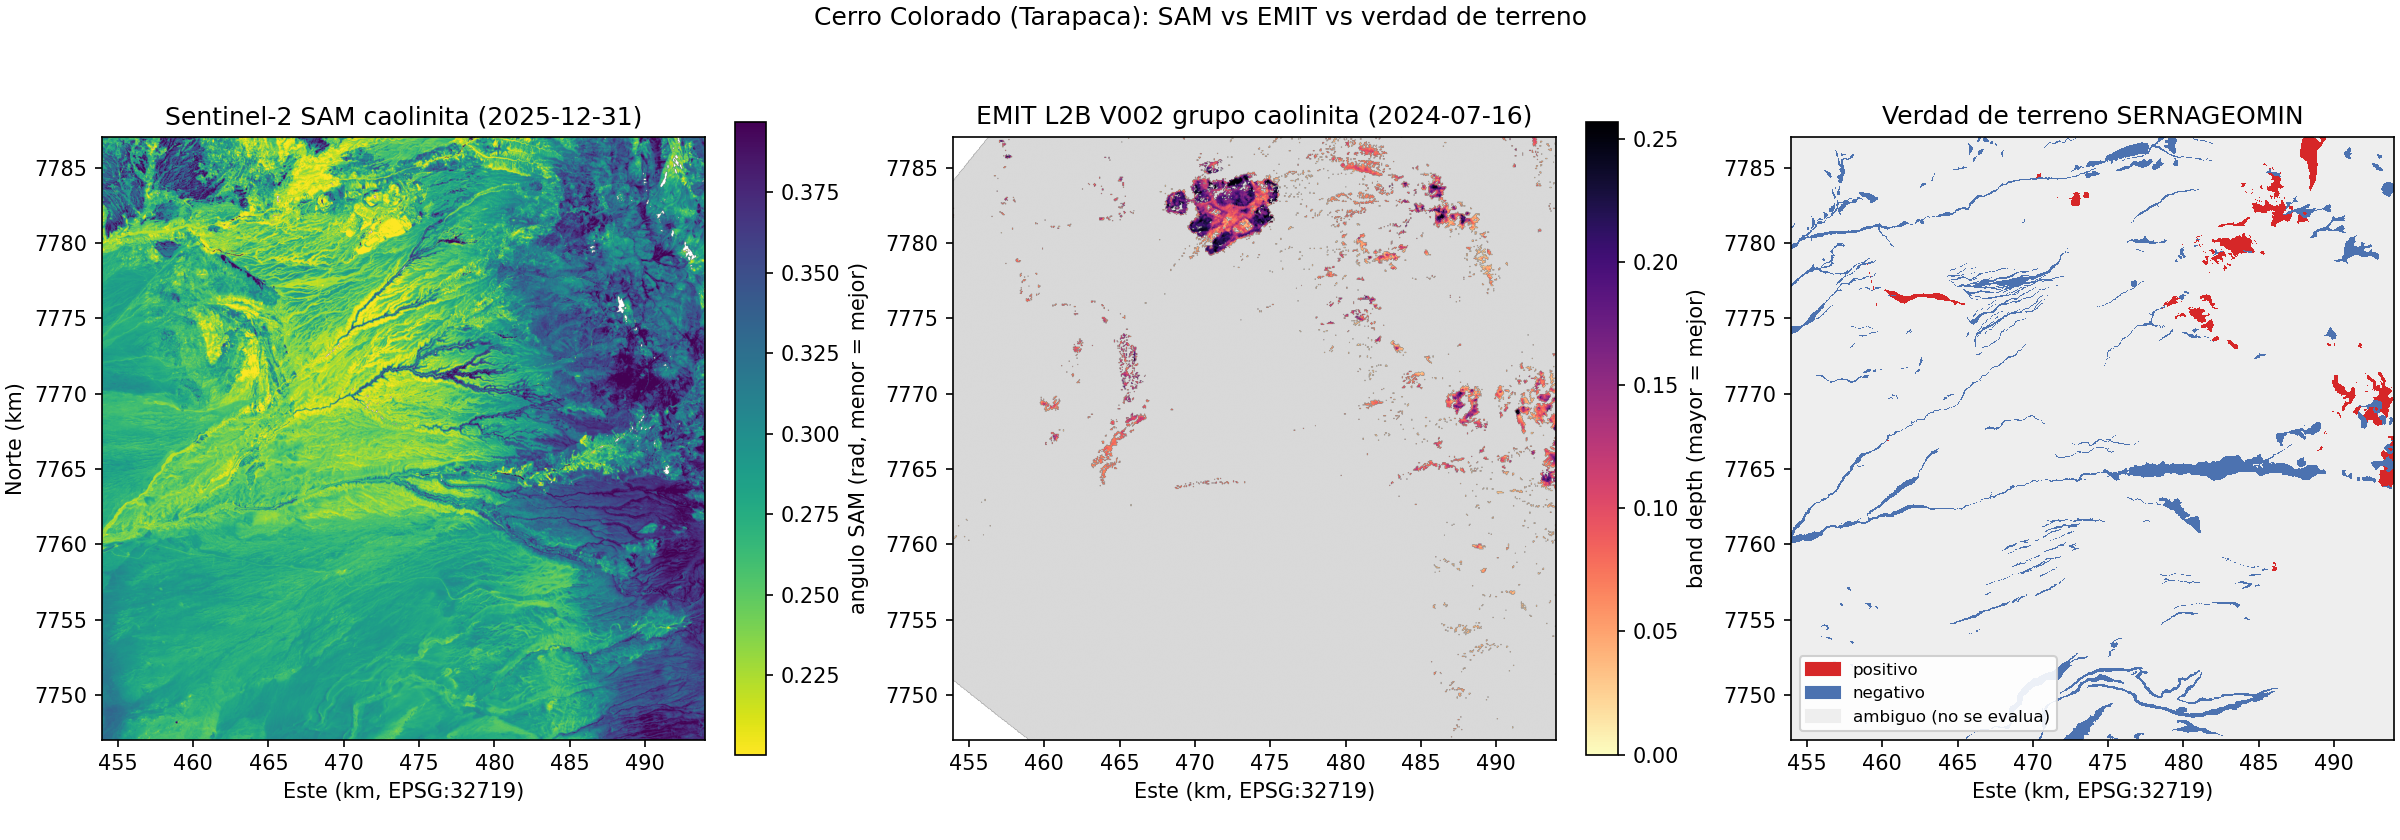 Cerro Colorado (Tarapaca): SAM vs EMIT vs verdad de terreno
Sentinel-2 SAM caolinita (2025-12-31)
7785
7780
7775
7770
7765
7760
7755
7750
Norte (km)
455 460 465 470 475 480 485 490
Este (km, EPSG:32719)
0.375
0.350
0.325
0.300
0.275
0.250
0.225
angulo SAM (rad, menor = mejor)
EMIT L2B V002 grupo caolinita (2024-07-16)
7785
7780
7775
7770
7765
7760
7755
7750
455 460 465 470 475 480 485 490
Este (km, EPSG:32719)
0.25
0.20
0.15
0.10
0.05
0.00
band depth (mayor = mejor)
Verdad de terreno SERNAGEOMIN
7785
7780
7775
7770
7765
7760
7755
7750
positivo
negativo
ambiguo (no se evalua)
455 460 465 470 475 480 485 490
Este (km, EPSG:32719)